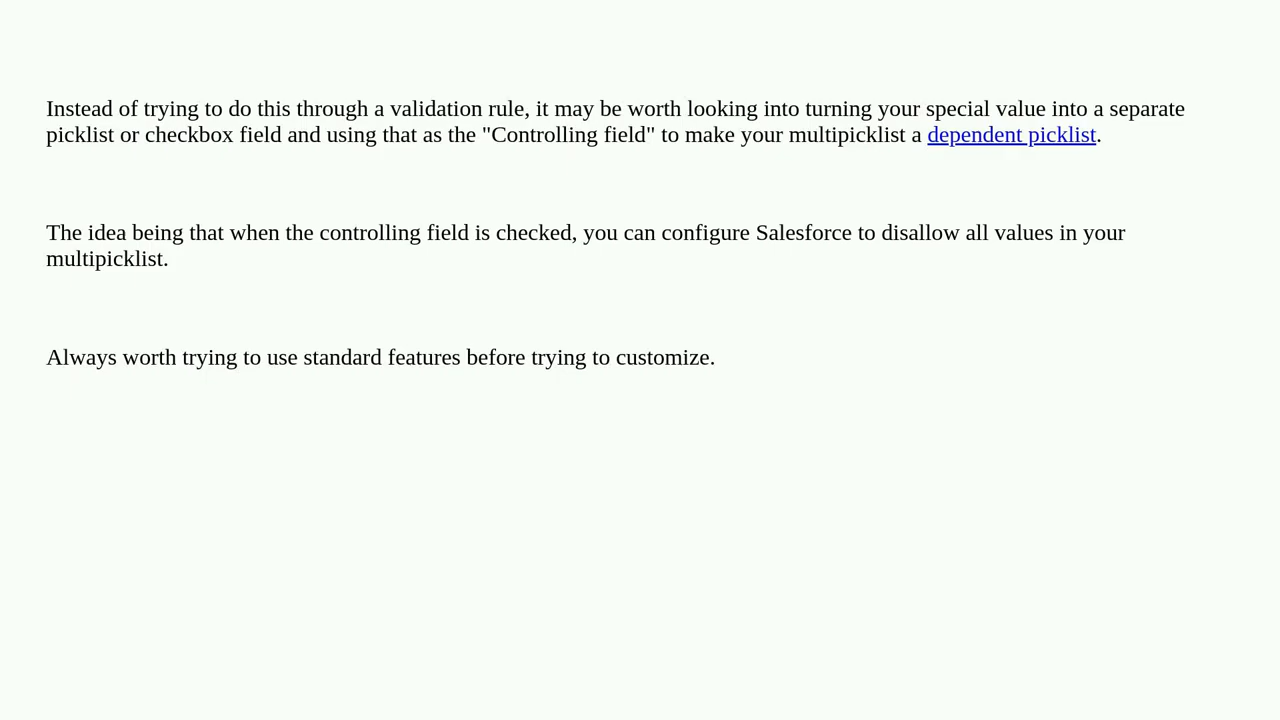 Instead of trying to do this through a validation rule, it may be worth looking into turning your special value into a separate
picklist or checkbox field and using that as the "Controlling field" to make your multipicklist a dependent picklist.
The idea being that when the controlling field is checked, you can configure Salesforce to disallow all values in your
multipicklist.
Always worth trying to use standard features before trying to customize.